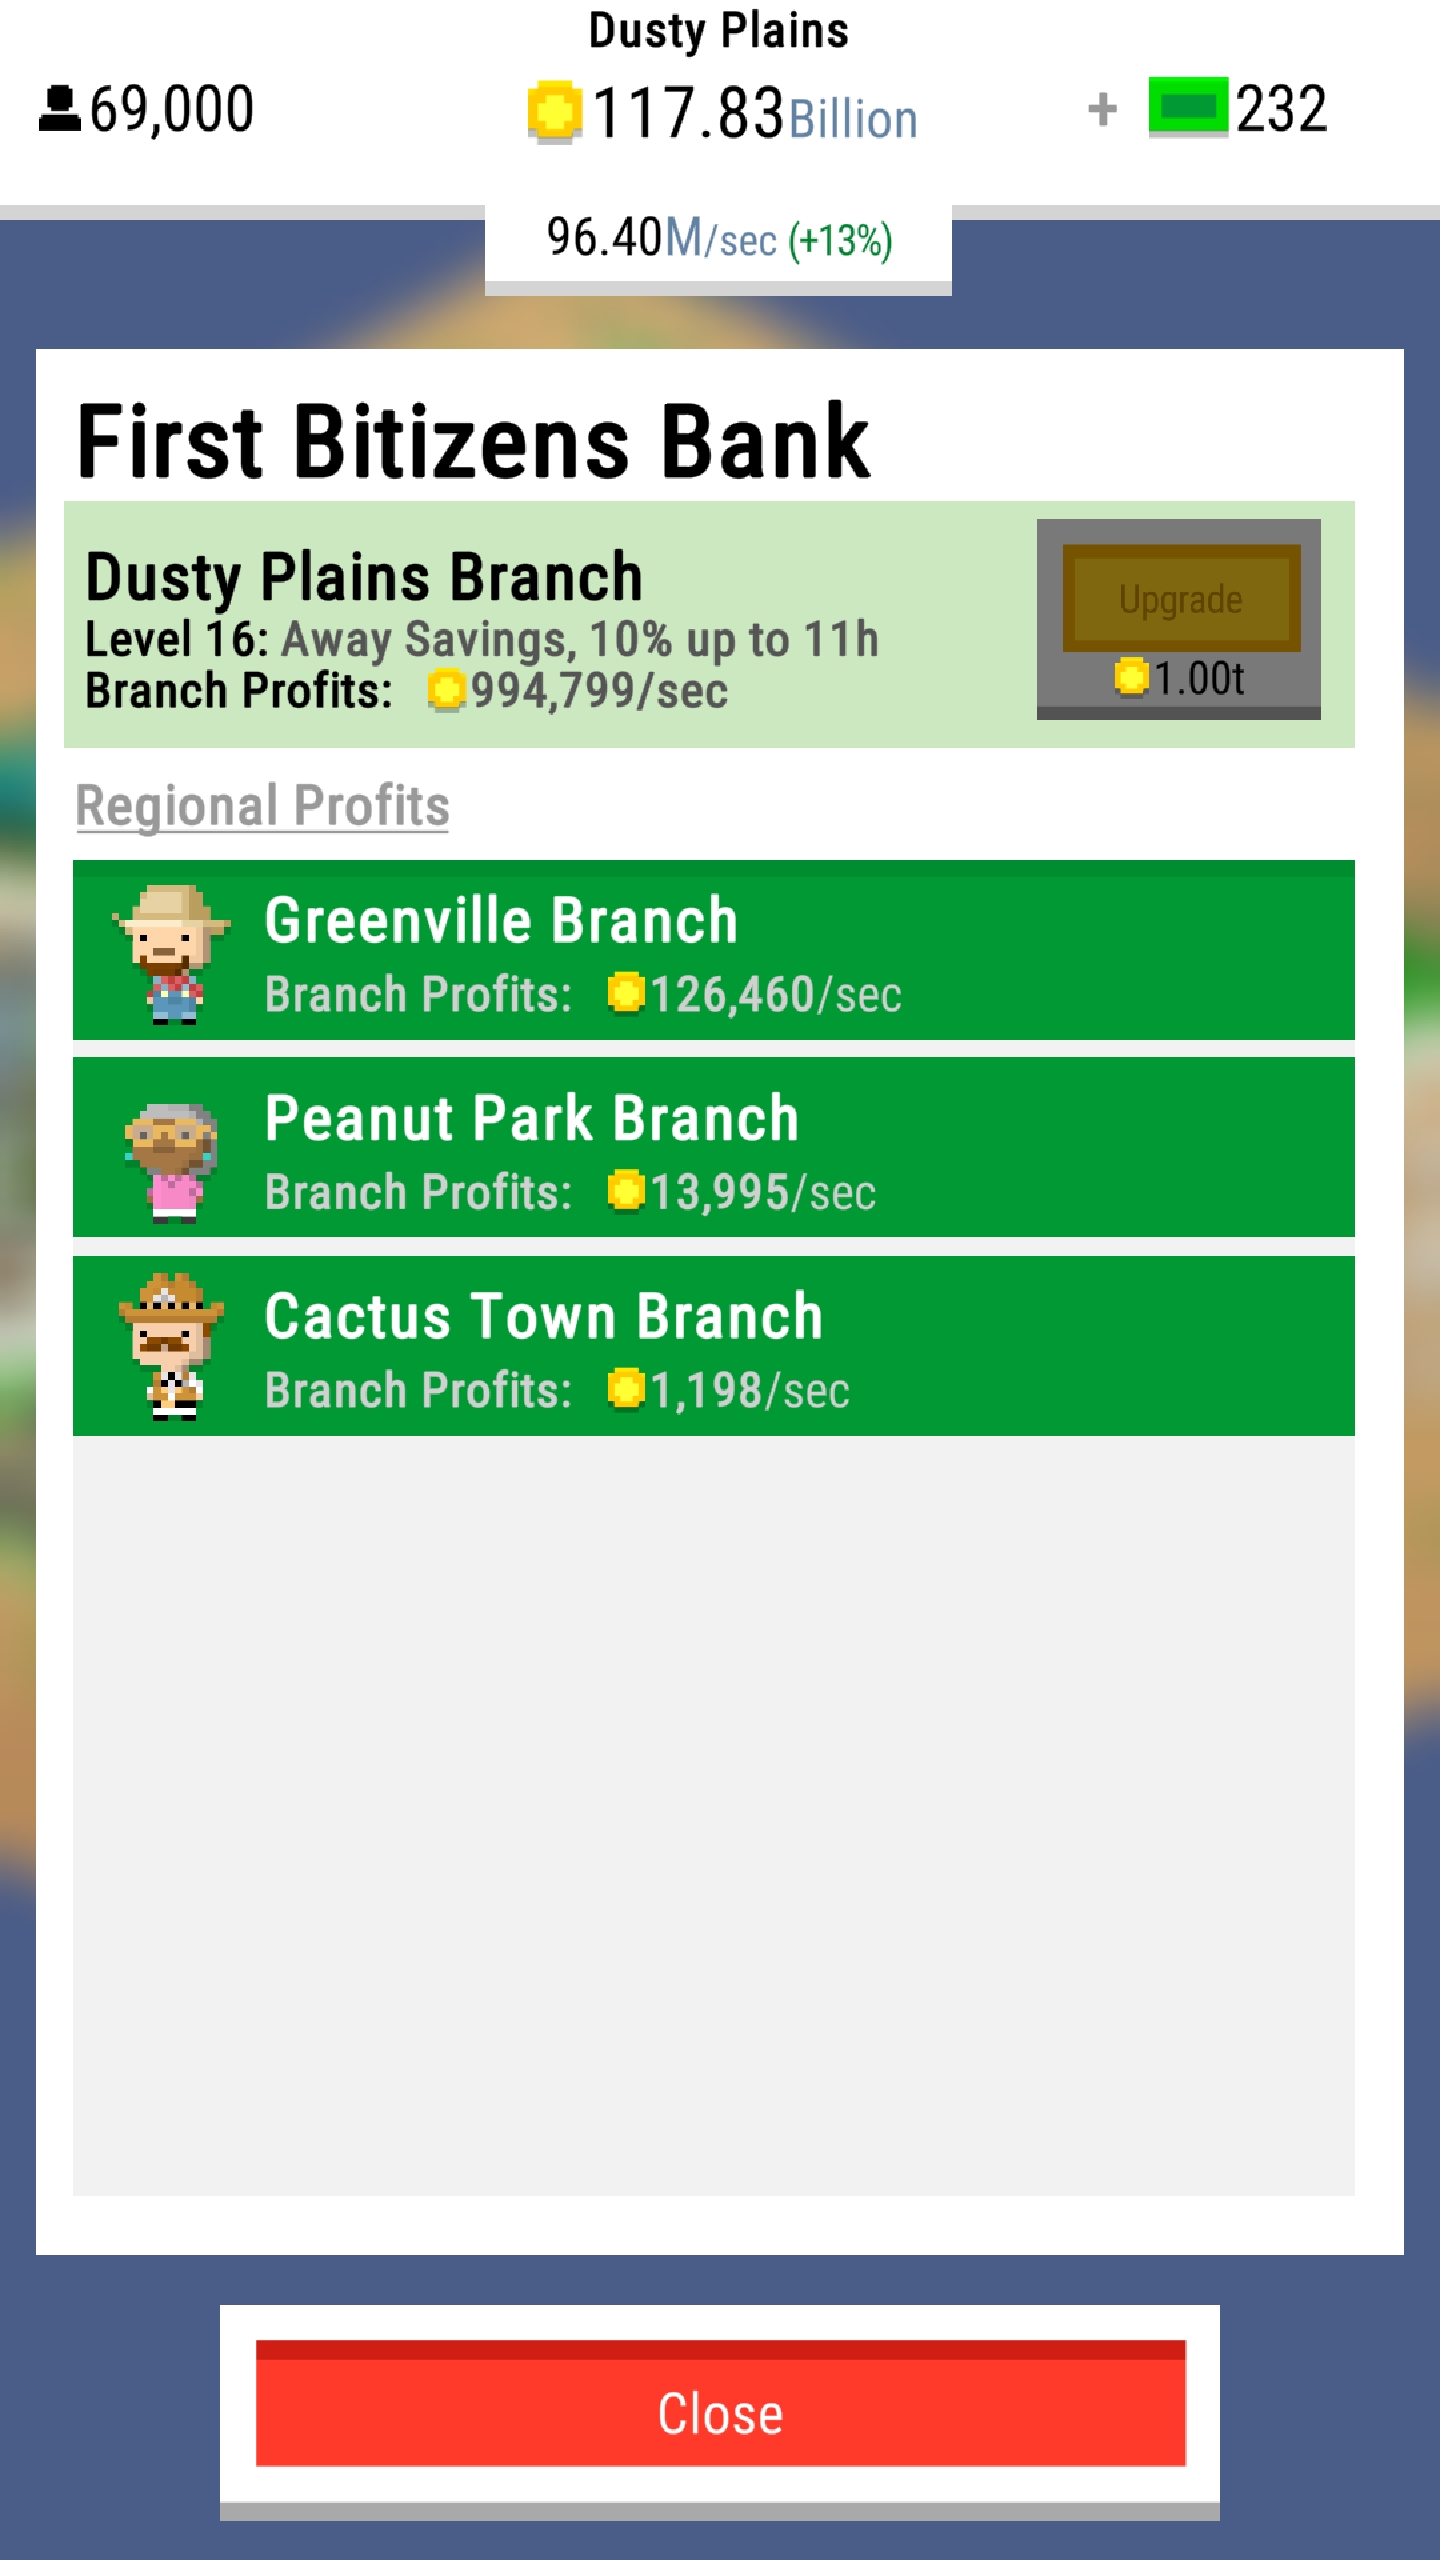 Dusty Plains
69,000
117.83Billion
+ 232
96.40M/sec (+13%)
First Bitizens Bank
Dusty Plains Branch
Level 16: Away Savings, 10% up to 11h
Branch Profits: 994,799/sec
Upgrade
1.00t
Regional Profits
Greenville Branch
Branch Profits: 126,460/sec
Peanut Park Branch
Branch Profits: 13,995/sec
Cactus Town Branch
Branch Profits: 1,198/sec
Close